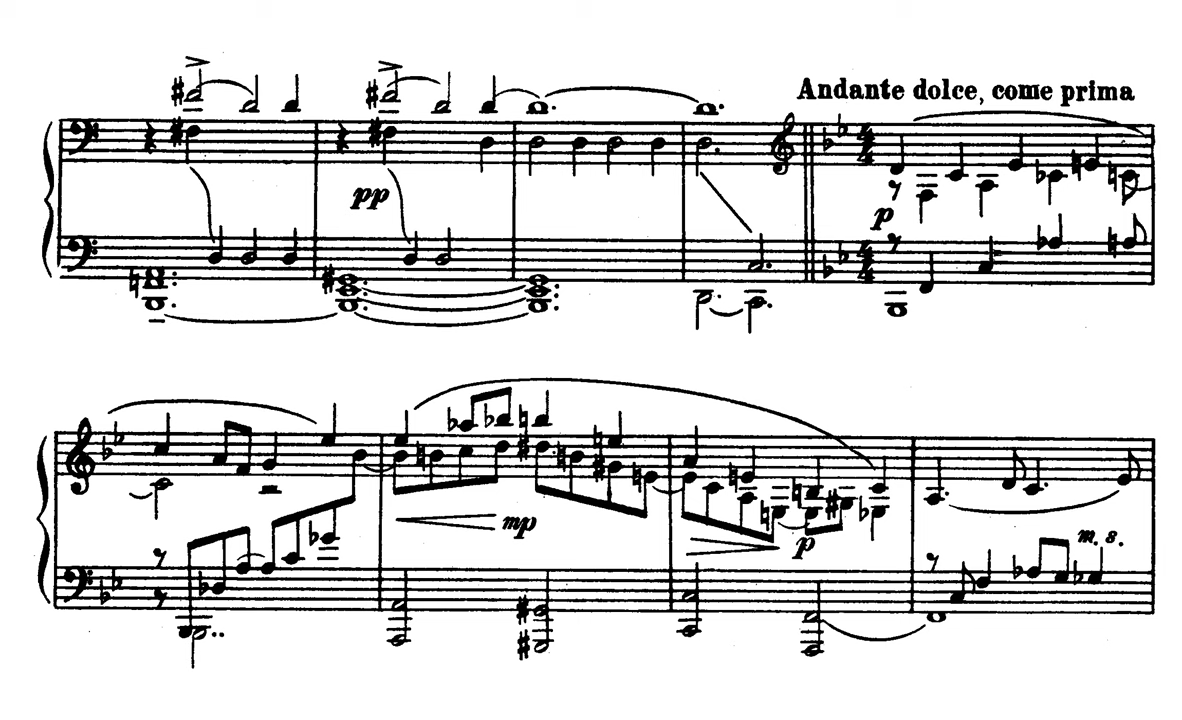 Andante dolce, come prima
pp
p
mp
p
m. s.